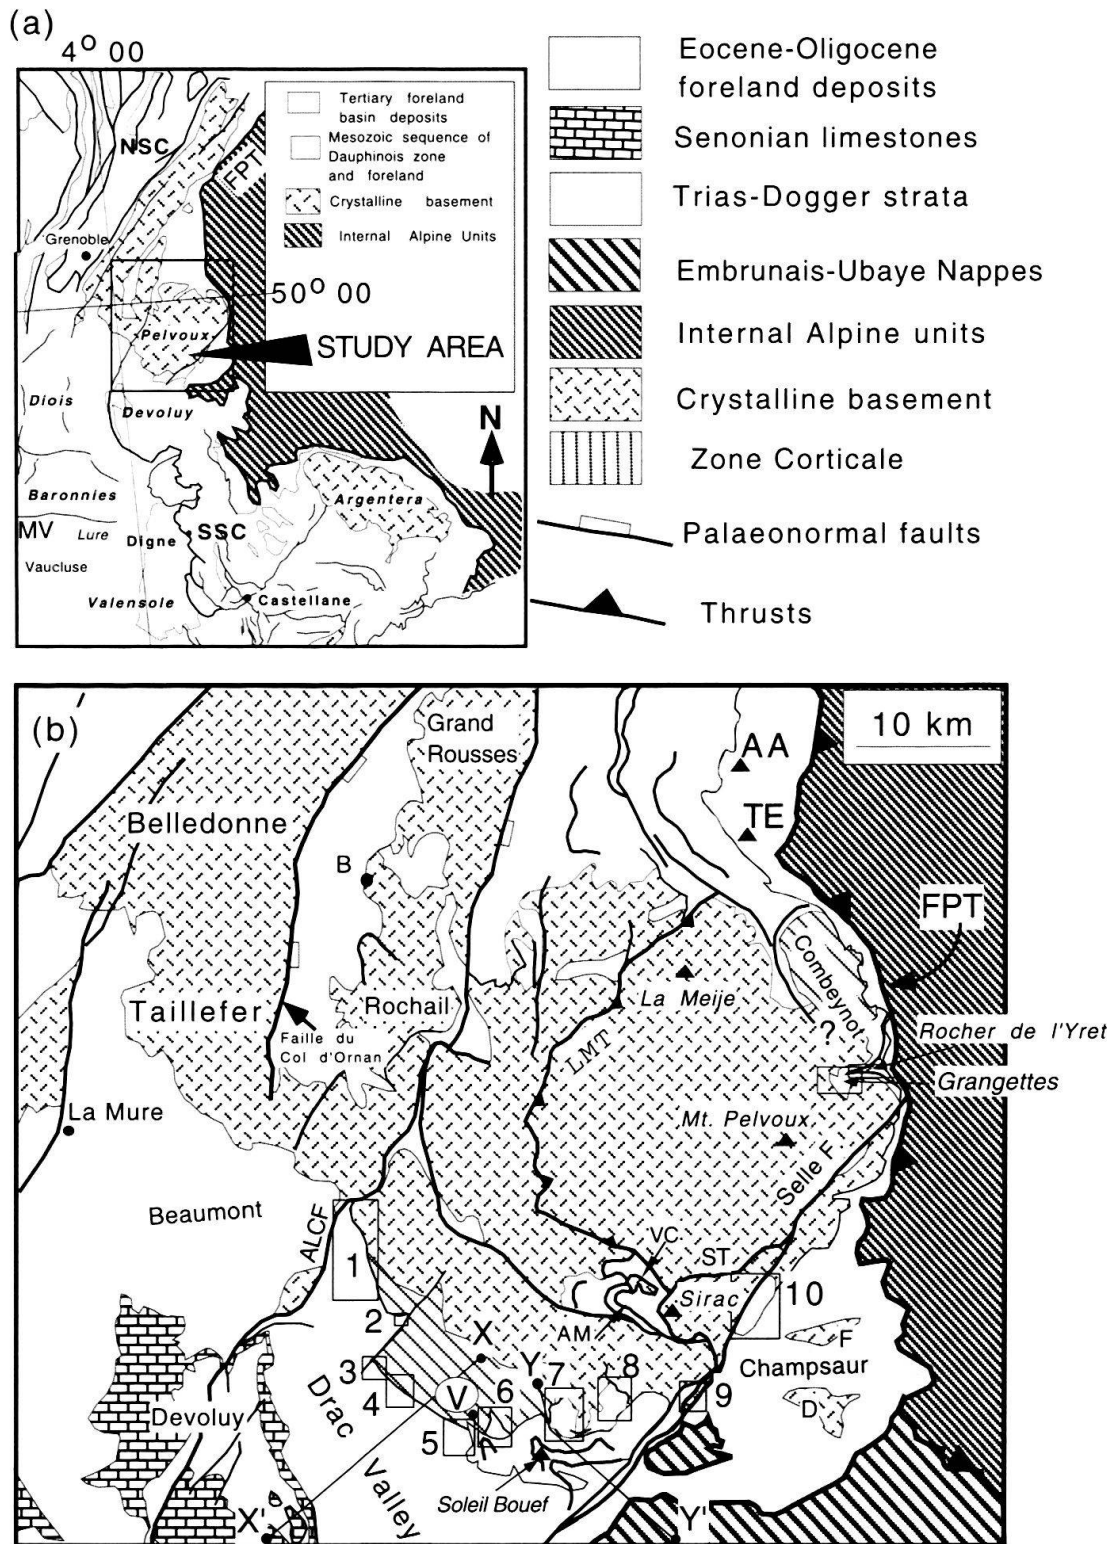 (a)
4° 00
NSC
FPT
Tertiary foreland
basin deposits
Mesozoic sequence of
Dauphinois zone
and foreland
Crystalline basement
Internal Alpine Units
Grenoble
50° 00
Pelvoux
STUDY AREA
Diois
Devoluy
N
Baronnies
Argentera
MV
Lure
Digne
SSC
Vaucluse
Valensole
Castellane
Eocene-Oligocene
foreland deposits
Senonian limestones
Trias-Dogger strata
Embrunais-Ubaye Nappes
Internal Alpine units
Crystalline basement
Zone Corticale
Palaeonormal faults
Thrusts
(b)
Grand
Rousses
10 km
AA
Belledonne
TE
B
FPT
Combeynot
La Meije
Taillefer
Rochail
?
Rocher de l'Yret
Faille du
Col d'Ornan
LMT
Grangettes
La Mure
Mt. Pelvoux
Selle F.
Beaumont
ALCF
VC
ST
1
Sirac
10
2
AM
F
X
3
Y
7
8
Champsaur
4
V
6
9
Drac
D
Devoluy
5
Valley
Soleil Bouef
X'
Y'